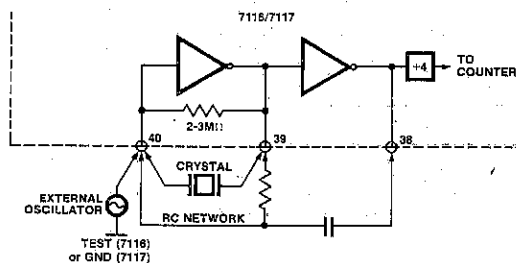 7116/7117
÷4
TO
COUNTER
2-3MΩ
40
39
38
CRYSTAL
EXTERNAL
OSCILLATOR
RC NETWORK
TEST (7116)
or GND (7117)